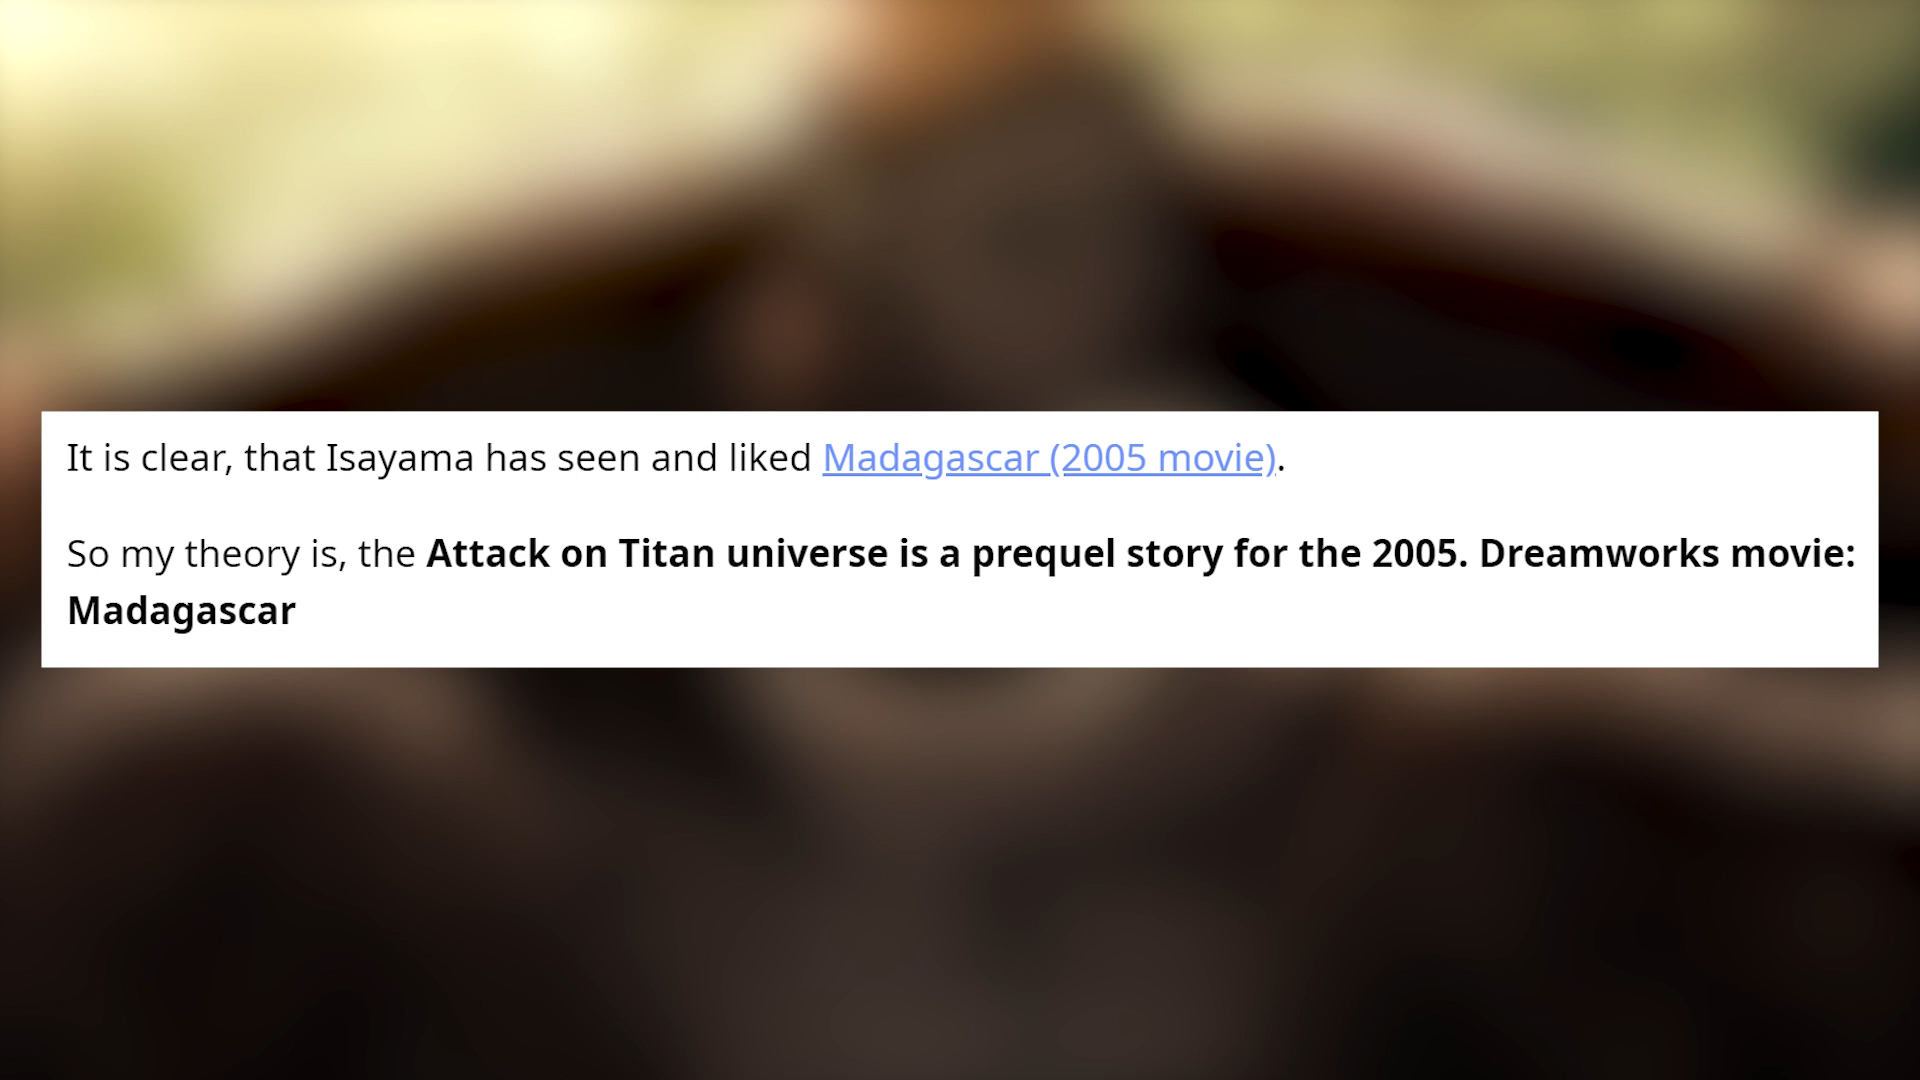 It is clear, that Isayama has seen and liked Madagascar (2005 movie).
So my theory is, the Attack on Titan universe is a prequel story for the 2005. Dreamworks movie:
Madagascar